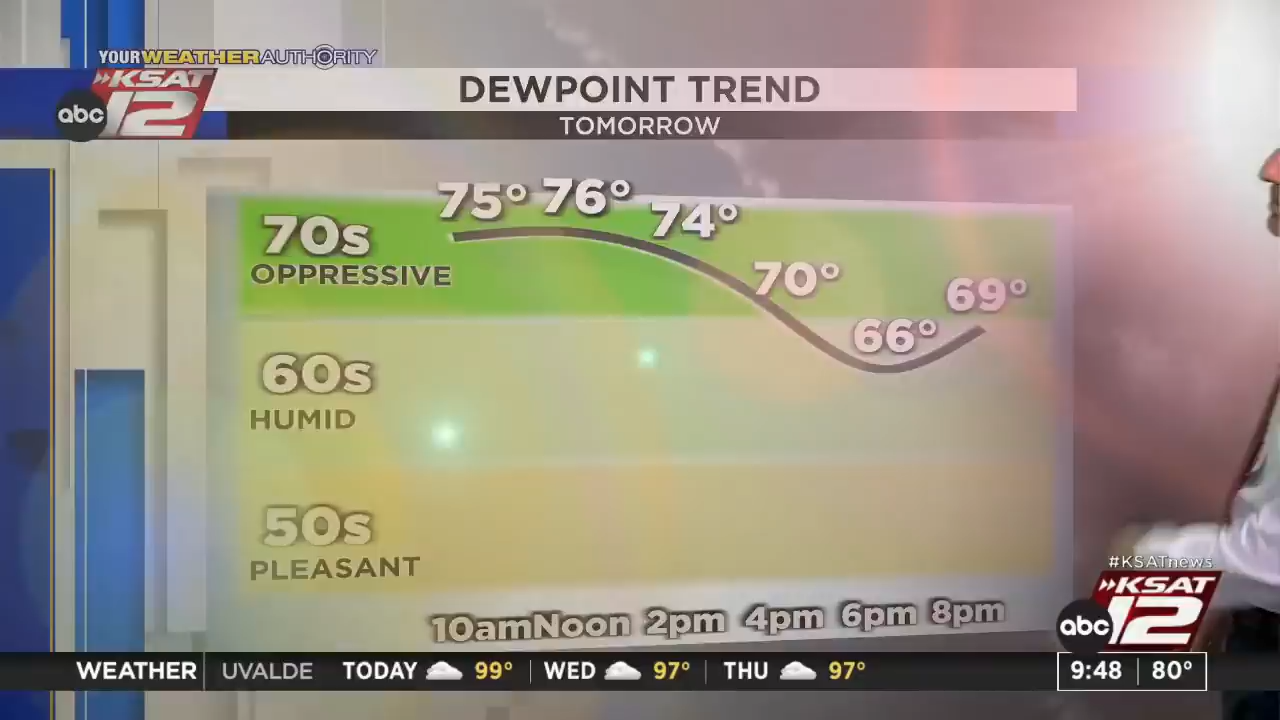 YOURWEATHERAUTHORITY
KSAT
abc 12
DEWPOINT TREND
TOMORROW
75° 76° 74° 70° 66° 69°
70s
OPPRESSIVE
60s
HUMID
50s
PLEASANT
10am Noon 2pm 4pm 6pm 8pm
#KSATnews
KSAT
abc 12
WEATHER UVALDE TODAY 99° WED 97° THU 97° 9:48 80°